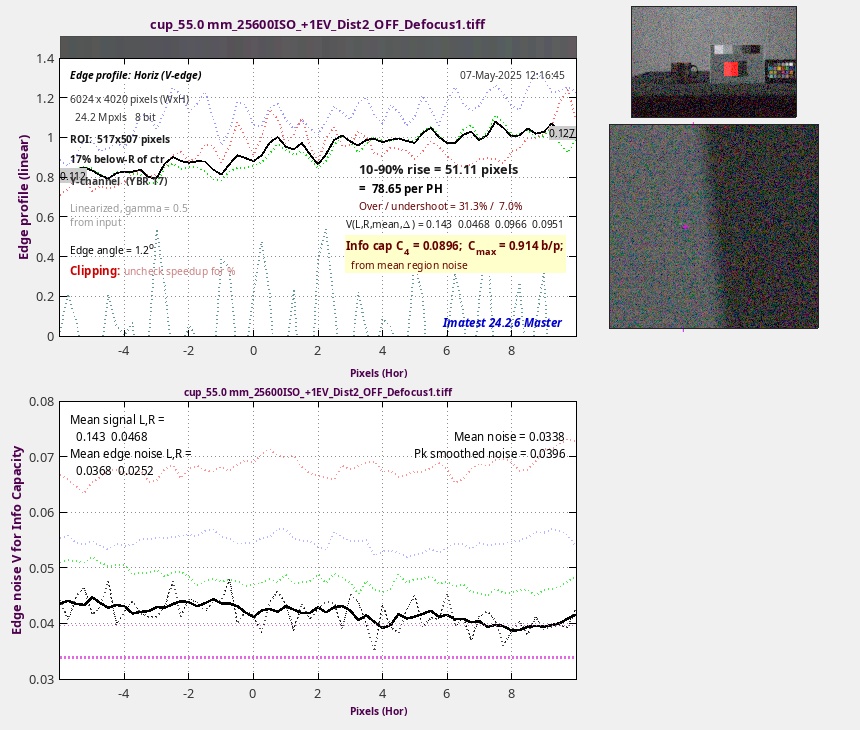 cup_55.0 mm_25600ISO_+1EV_Dist2_OFF_Defocus1.tiff
Edge profile: Horiz (V-edge)
07-May-2025 12:16:45
6024 x 4020 pixels (WxH)
24.2 Mpxls 8 bit
ROI: 517x507 pixels
17% below-R of ctr
Y-channel (YBR
Linearized, gamma = 0.5
from input
Edge angle = 1.2o
Clipping: uncheck speedup for %
0.112
0.127
10-90% rise = 51.11 pixels
= 78.65 per PH
Over / undershoot = 31.3% / 7.0%
V(L,R,mean,Δ) = 0.143 0.0468 0.0966 0.0951
Info cap C4 = 0.0896; Cmax = 0.914 b/p;
from mean region noise
Imatest 24.2.6 Master
Edge profile (linear)
1.4
1.2
1
0.8
0.6
0.4
0.2
0
-4 -2 0 2 4 6 8
Pixels (Hor)
cup_55.0 mm_25600ISO_+1EV_Dist2_OFF_Defocus1.tiff
Mean signal L,R =
0.143 0.0468
Mean edge noise L,R =
0.0368 0.0252
Mean noise = 0.0338
Pk smoothed noise = 0.0396
Edge noise V for Info Capacity
0.08
0.07
0.06
0.05
0.04
0.03
-4 -2 0 2 4 6 8
Pixels (Hor)